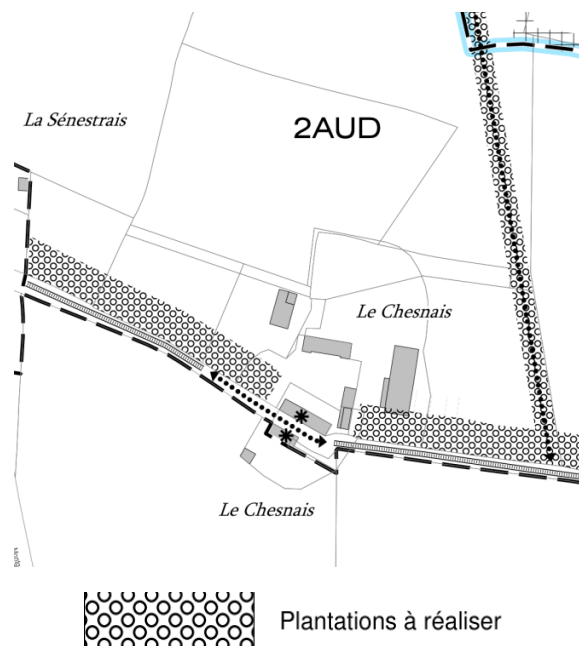 La Sénestrais
2AUD
Le Chesnais
Le Chesnais
Plantations à réaliser